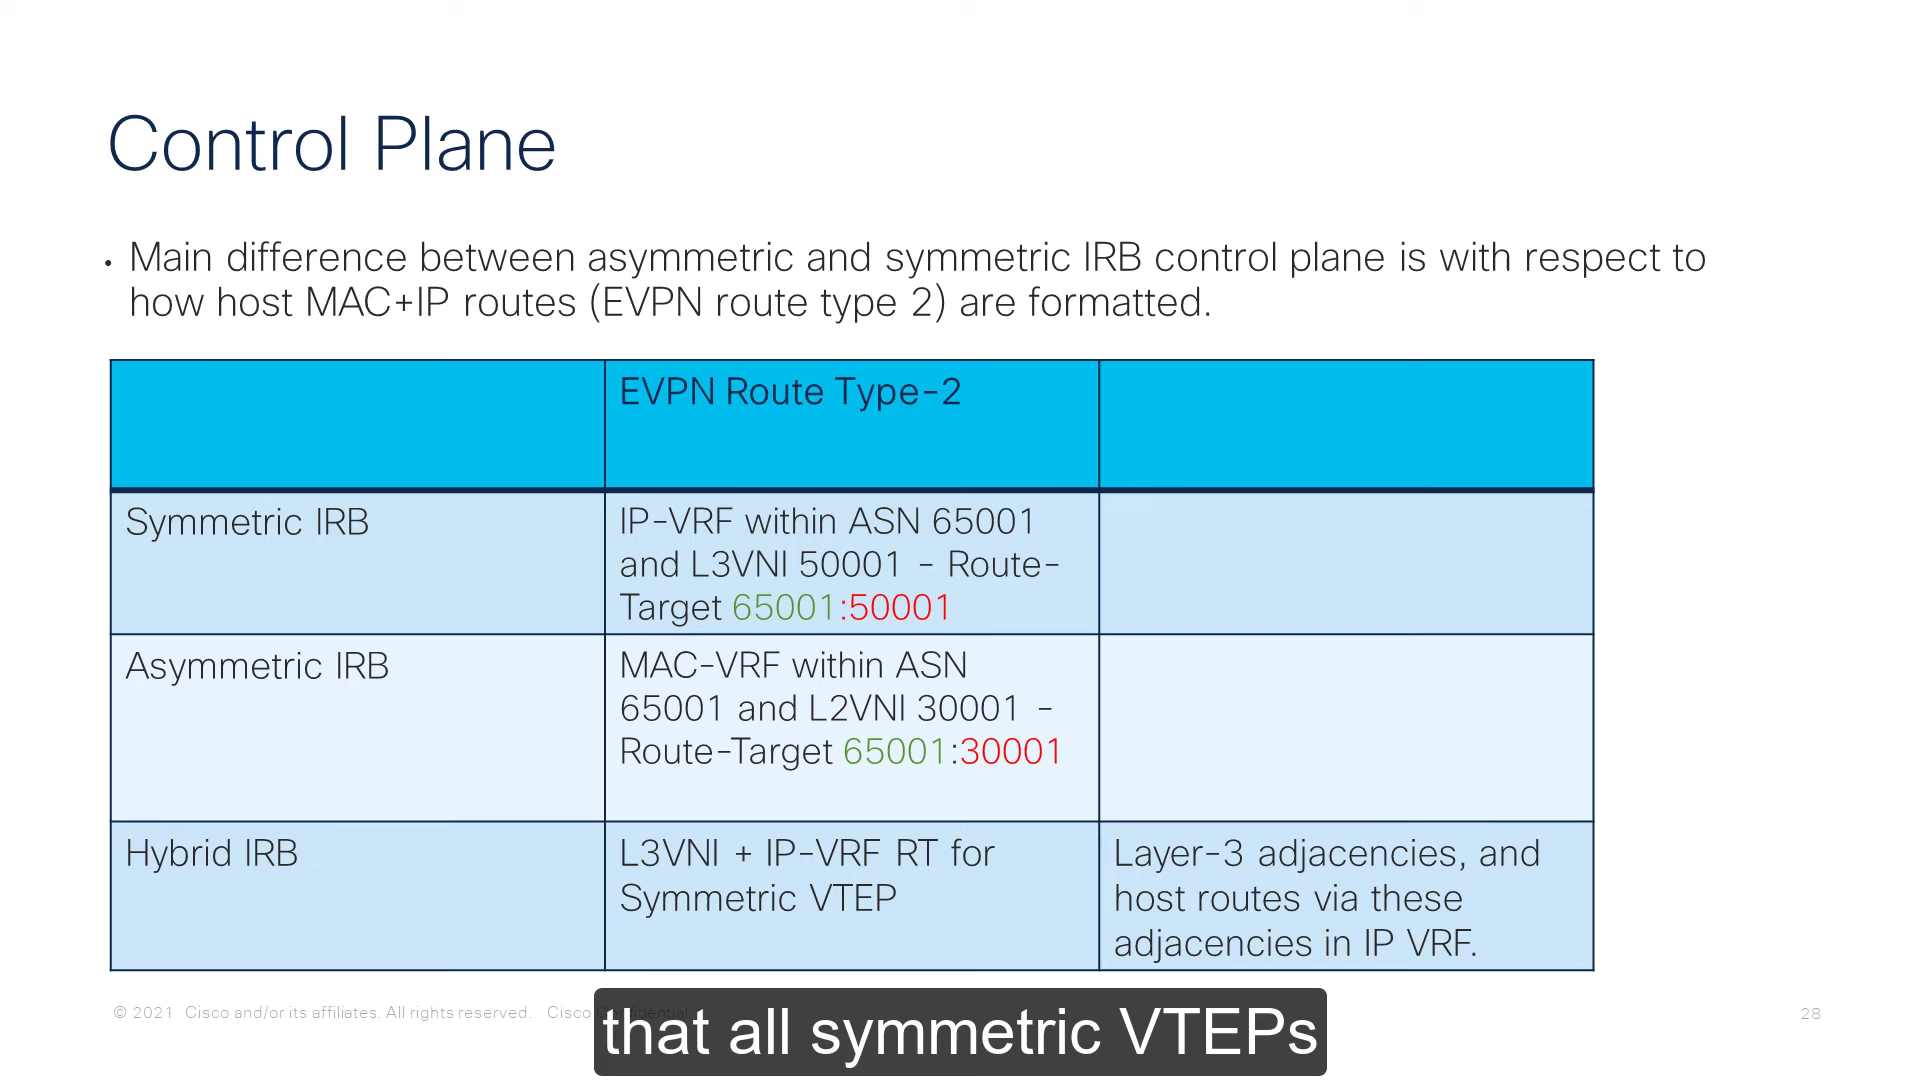 Control Plane
• Main difference between asymmetric and symmetric IRB control plane is with respect to
how host MAC+IP routes (EVPN route type 2) are formatted.
EVPN Route Type-2
Symmetric IRB
IP-VRF within ASN 65001
and L3VNI 50001 - Route-
Target 65001:50001
Asymmetric IRB
MAC-VRF within ASN
65001 and L2VNI 30001 -
Route-Target 65001:30001
Hybrid IRB
L3VNI + IP-VRF RT for
Symmetric VTEP
Layer-3 adjacencies, and
host routes via these
adjacencies in IP VRF.
© 2021 Cisco and/or its affiliates. All rights reserved. Cisco Confidential
28
that all symmetric VTEPs